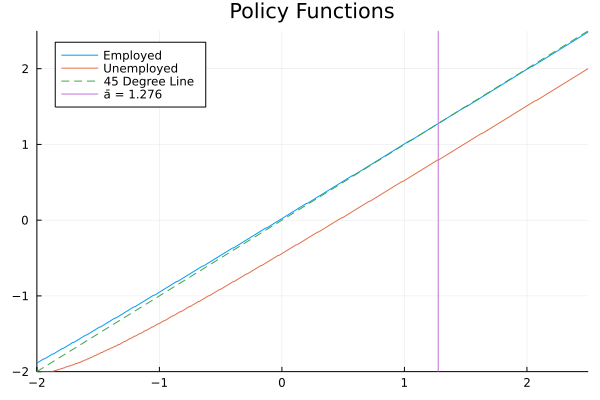 Policy Functions
Employed
Unemployed
45 Degree Line
ā = 1.276
2
1
0
−1
−2
−2
−1
0
1
2